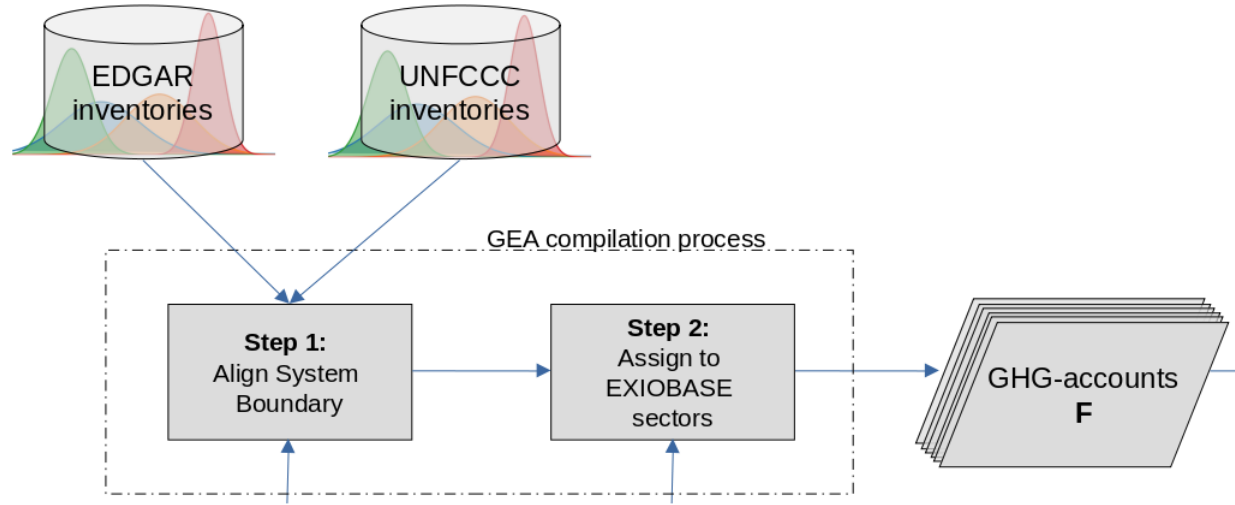 EDGAR
inventories
UNFCCC
inventories
GEA compilation process
Step 1:
Align System
Boundary
Step 2:
Assign to
EXIOBASE
sectors
GHG-accounts
F